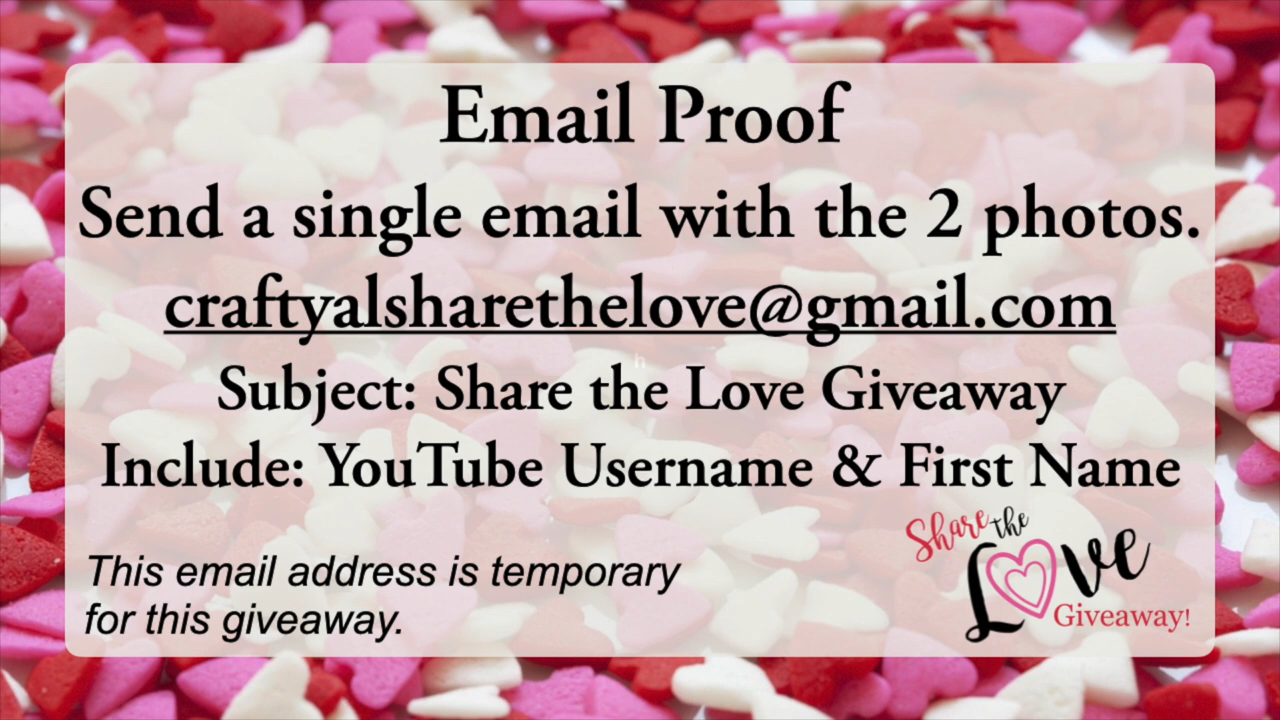 Email Proof
Send a single email with the 2 photos.
craftyalsharethelove@gmail.com
Subject: Share the Love Giveaway
Include: YouTube Username & First Name
This email address is temporary
for this giveaway.
Share the
Love
Giveaway!
h